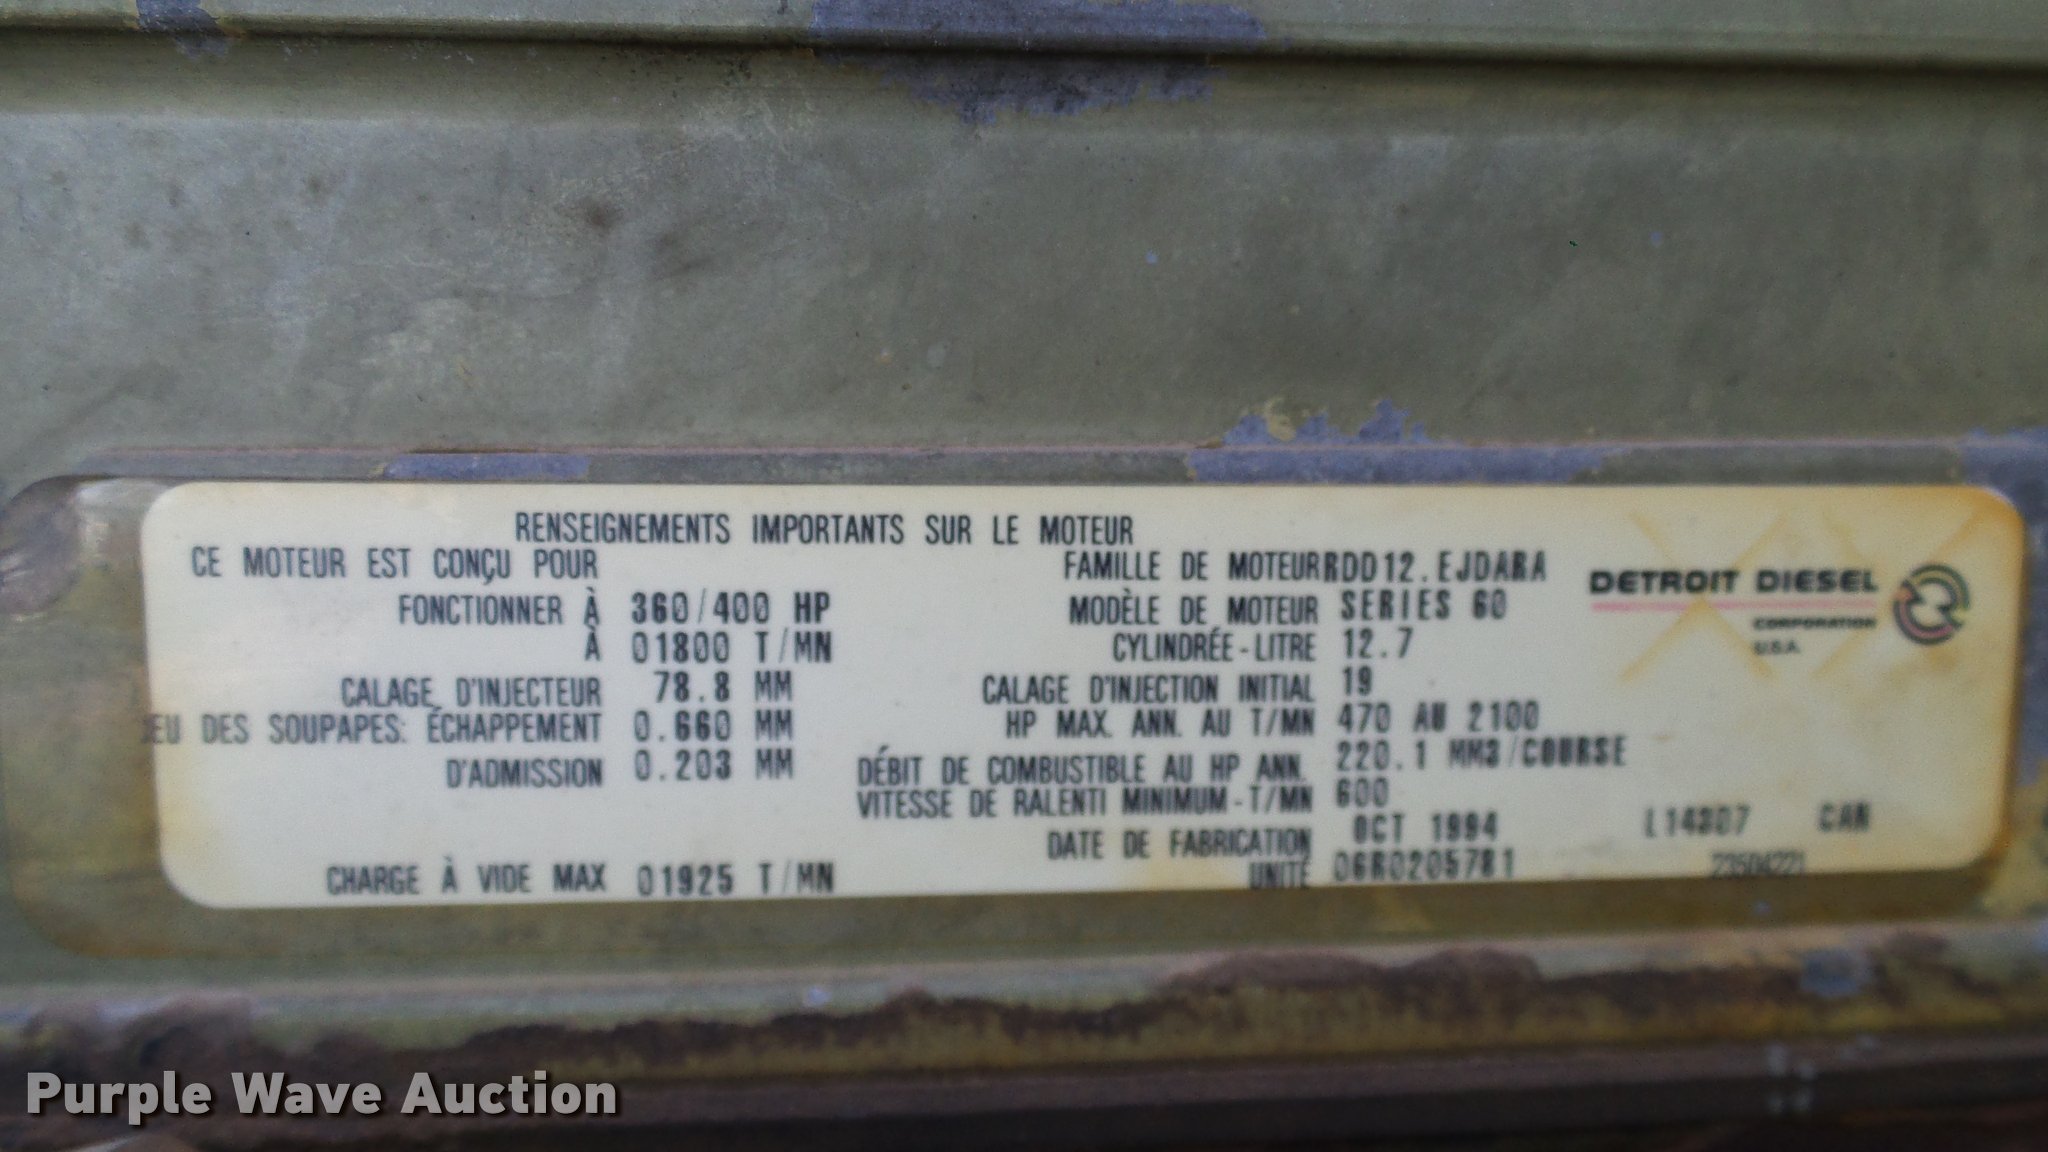 RENSEIGNEMENTS IMPORTANTS SUR LE MOTEUR
CE MOTEUR EST CONÇU POUR
FONCTIONNER À 360/400 HP
À 01800 T/MN
CALAGE D'INJECTEUR 78.8 MM
JEU DES SOUPAPES: ÉCHAPPEMENT 0.660 MM
D'ADMISSION 0.203 MM
CHARGE À VIDE MAX 01925 T/MN
FAMILLE DE MOTEUR RDD12.EJDARA
MODÈLE DE MOTEUR SERIES 60
CYLINDRÉE-LITRE 12.7
CALAGE D'INJECTION INITIAL 19
HP MAX. ANN. AU T/MN 470 AU 2100
DÉBIT DE COMBUSTIBLE AU HP ANN. 220.1 MM3/COURSE
VITESSE DE RALENTI MINIMUM-T/MN 600
DATE DE FABRICATION OCT 1994
UNITÉ 06R0205781
DETROIT DIESEL
CORPORATION
U.S.A.
L14307 CAN
23504221
Purple Wave Auction